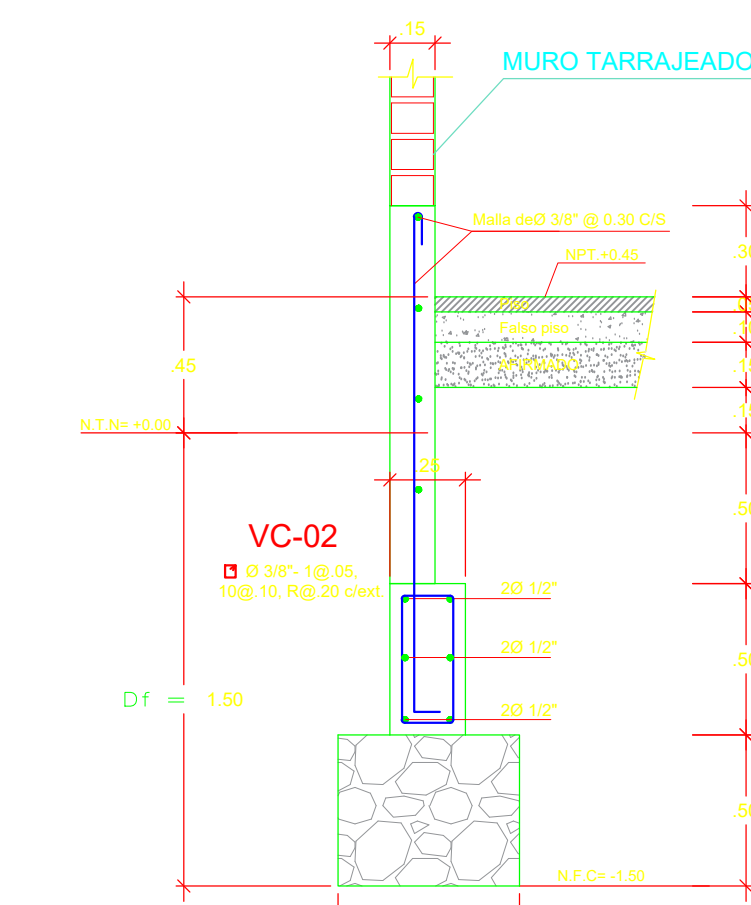 .15
MURO TARRAJEADO
Malla deØ 3/8" @ 0.30 C/S
.30
NPT.+0.45
Piso
Falso piso
.10
.45
AFIRMADO
.15
.15
N.T.N= +0.00
.25
.50
VC-02
Ø 3/8"- 1@.05,
10@.10, R@.20 c/ext.
2Ø 1/2"
2Ø 1/2"
.50
Df = 1.50
2Ø 1/2"
.50
N.F.C= -1.50